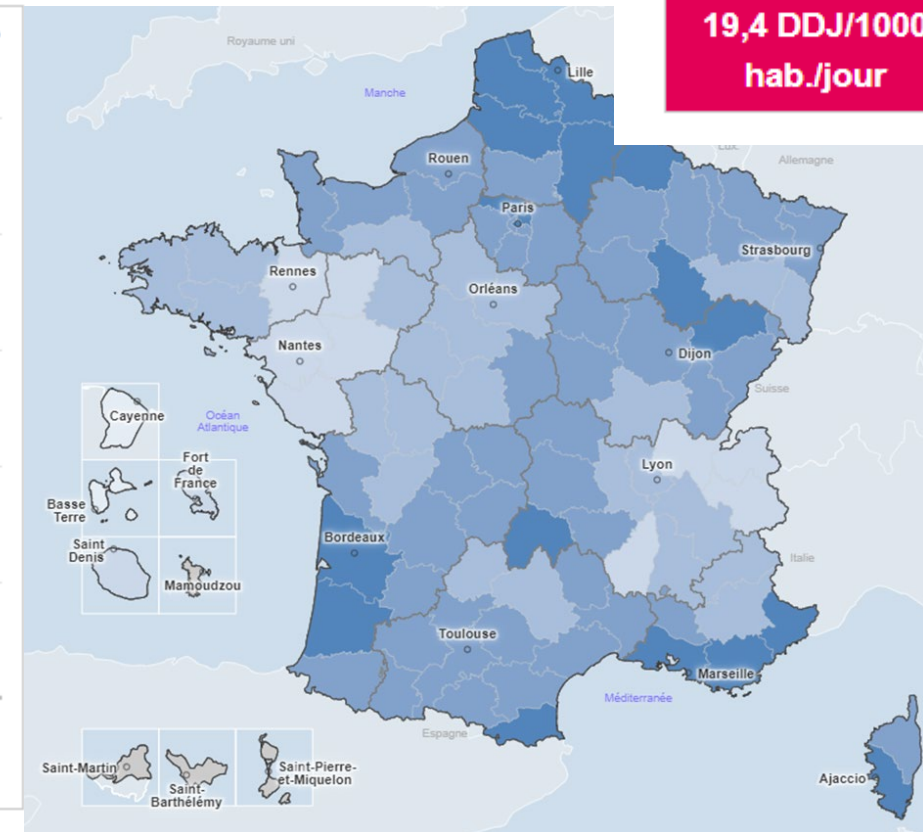 19,4 DDJ/1000
hab./jour
Royaume uni
Lille
Manche
Lux.
Allemagne
Rouen
Paris
Strasbourg
Rennes
Orléans
Nantes
Dijon
Suisse
Cayenne
Océan
Atlantique
Fort
de
France
Lyon
Basse
Terre
Bordeaux
Saint
Denis
Italie
Mamoudzou
Toulouse
Marseille
Méditerranée
Espagne
Saint-Martin
Saint-
Barthélémy
Saint-Pierre-
et-Miquelon
Ajaccio